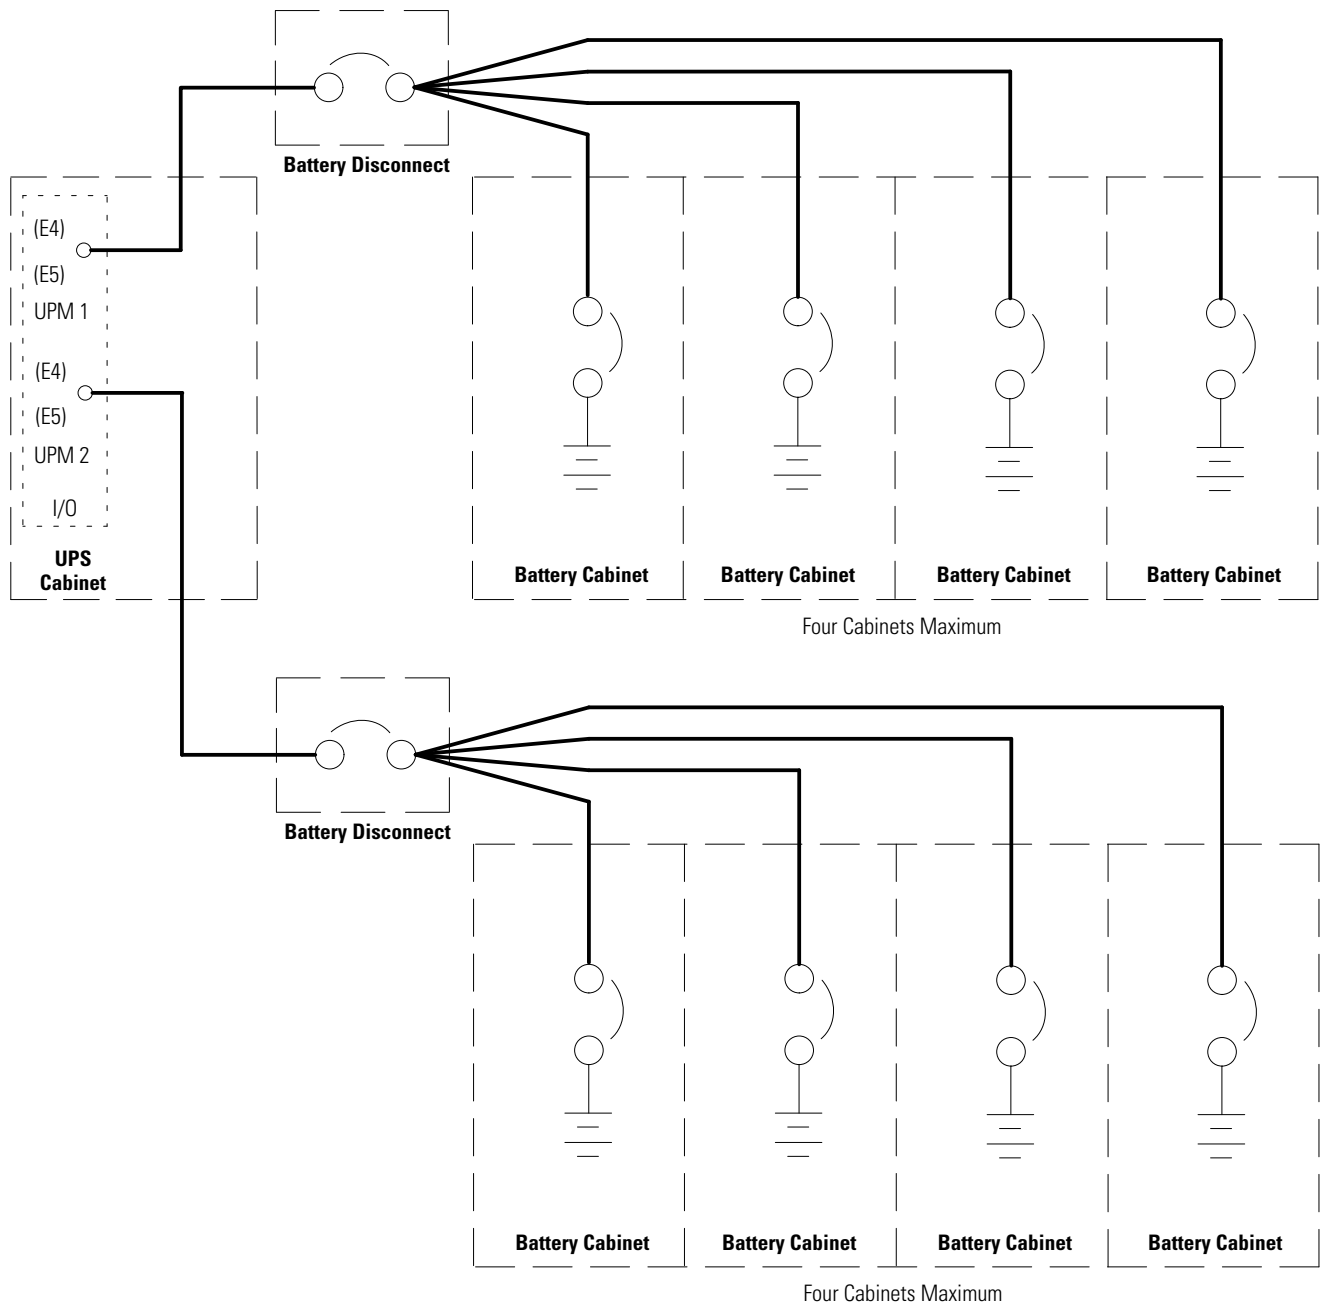 Battery Disconnect
(E4)
(E5)
UPM 1
(E4)
(E5)
UPM 2
I/O
UPS
Cabinet
Battery Cabinet
Battery Cabinet
Battery Cabinet
Battery Cabinet
Four Cabinets Maximum
Battery Disconnect
Battery Cabinet
Battery Cabinet
Battery Cabinet
Battery Cabinet
Four Cabinets Maximum